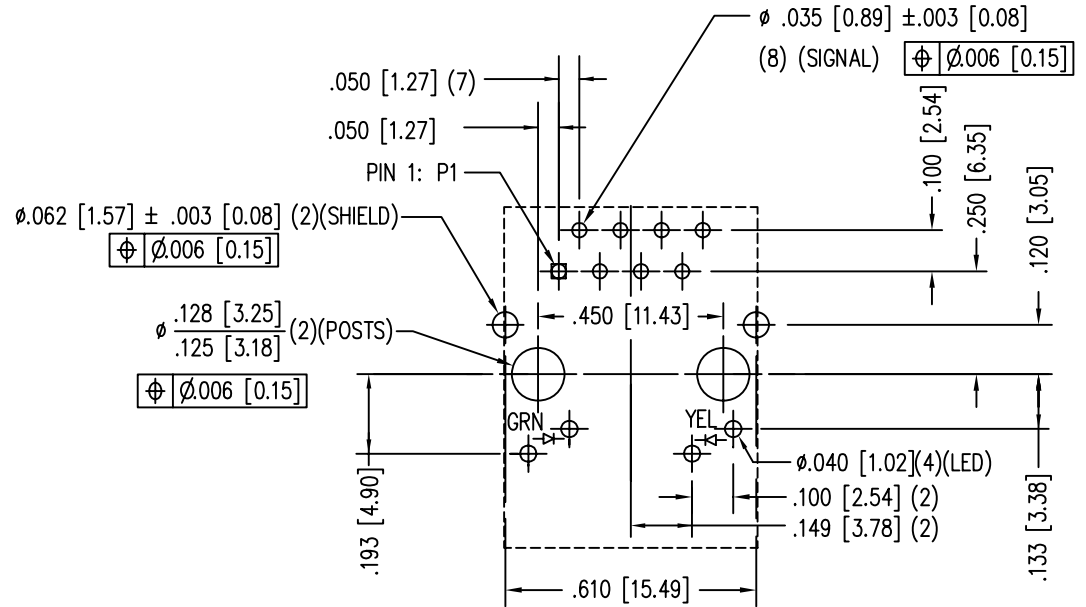 ø .035 [0.89] ±.003 [0.08]
(8) (SIGNAL) ⌖ Ø.006 [0.15]
.050 [1.27] (7)
.050 [1.27]
PIN 1: P1
ø.062 [1.57] ± .003 [0.08] (2)(SHIELD)
⌖ Ø.006 [0.15]
.100 [2.54]
.250 [6.35]
.120 [3.05]
.450 [11.43]
ø .128 [3.25]
.125 [3.18] (2)(POSTS)
⌖ Ø.006 [0.15]
GRN
YEL
ø.040 [1.02](4)(LED)
.100 [2.54] (2)
.149 [3.78] (2)
.193 [4.90]
.133 [3.38]
.610 [15.49]